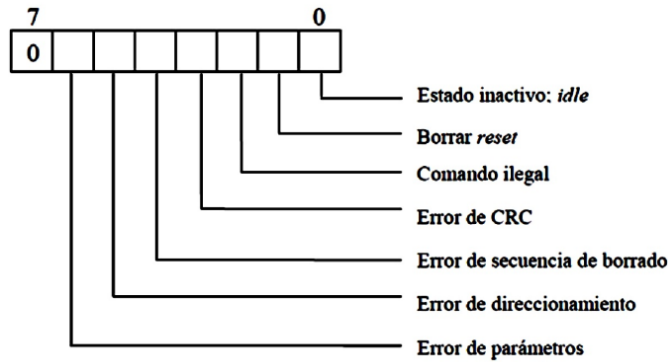 7 0
0
Estado inactivo: idle
Borrar reset
Comando ilegal
Error de CRC
Error de secuencia de borrado
Error de direccionamiento
Error de parámetros